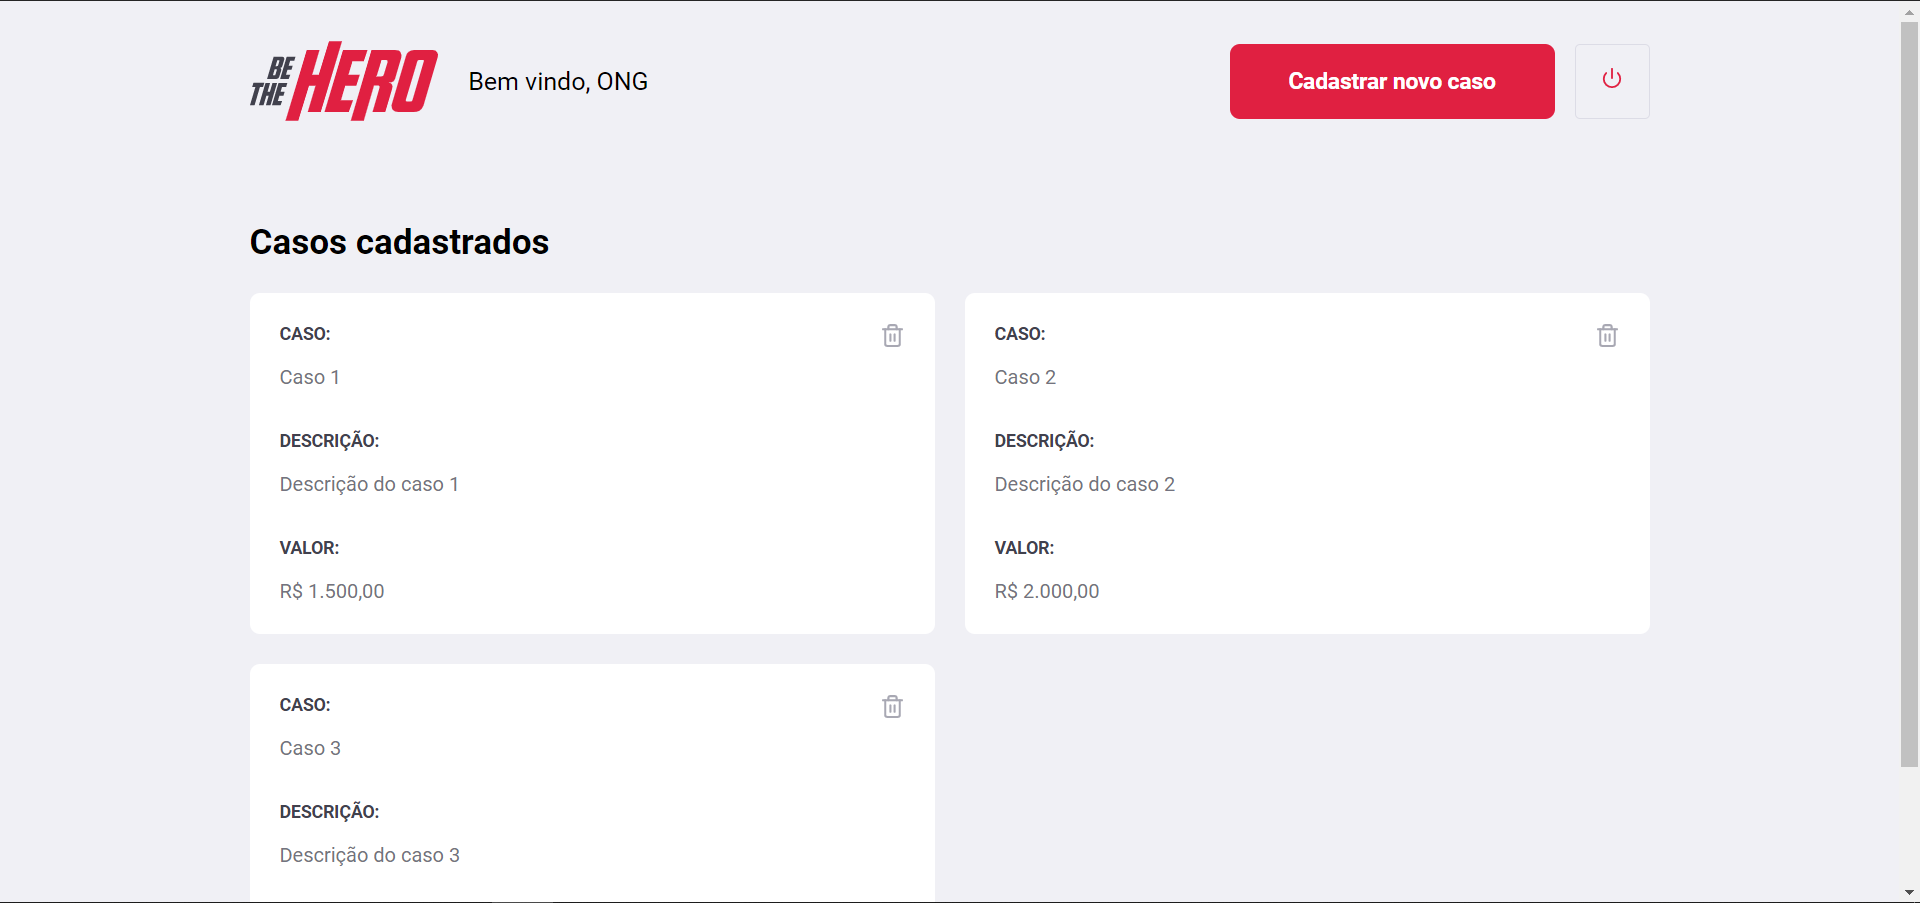 BE
THE
HERO
Bem vindo, ONG
Cadastrar novo caso
Casos cadastrados
CASO:
Caso 1
DESCRIÇÃO:
Descrição do caso 1
VALOR:
R$ 1.500,00
CASO:
Caso 2
DESCRIÇÃO:
Descrição do caso 2
VALOR:
R$ 2.000,00
CASO:
Caso 3
DESCRIÇÃO:
Descrição do caso 3